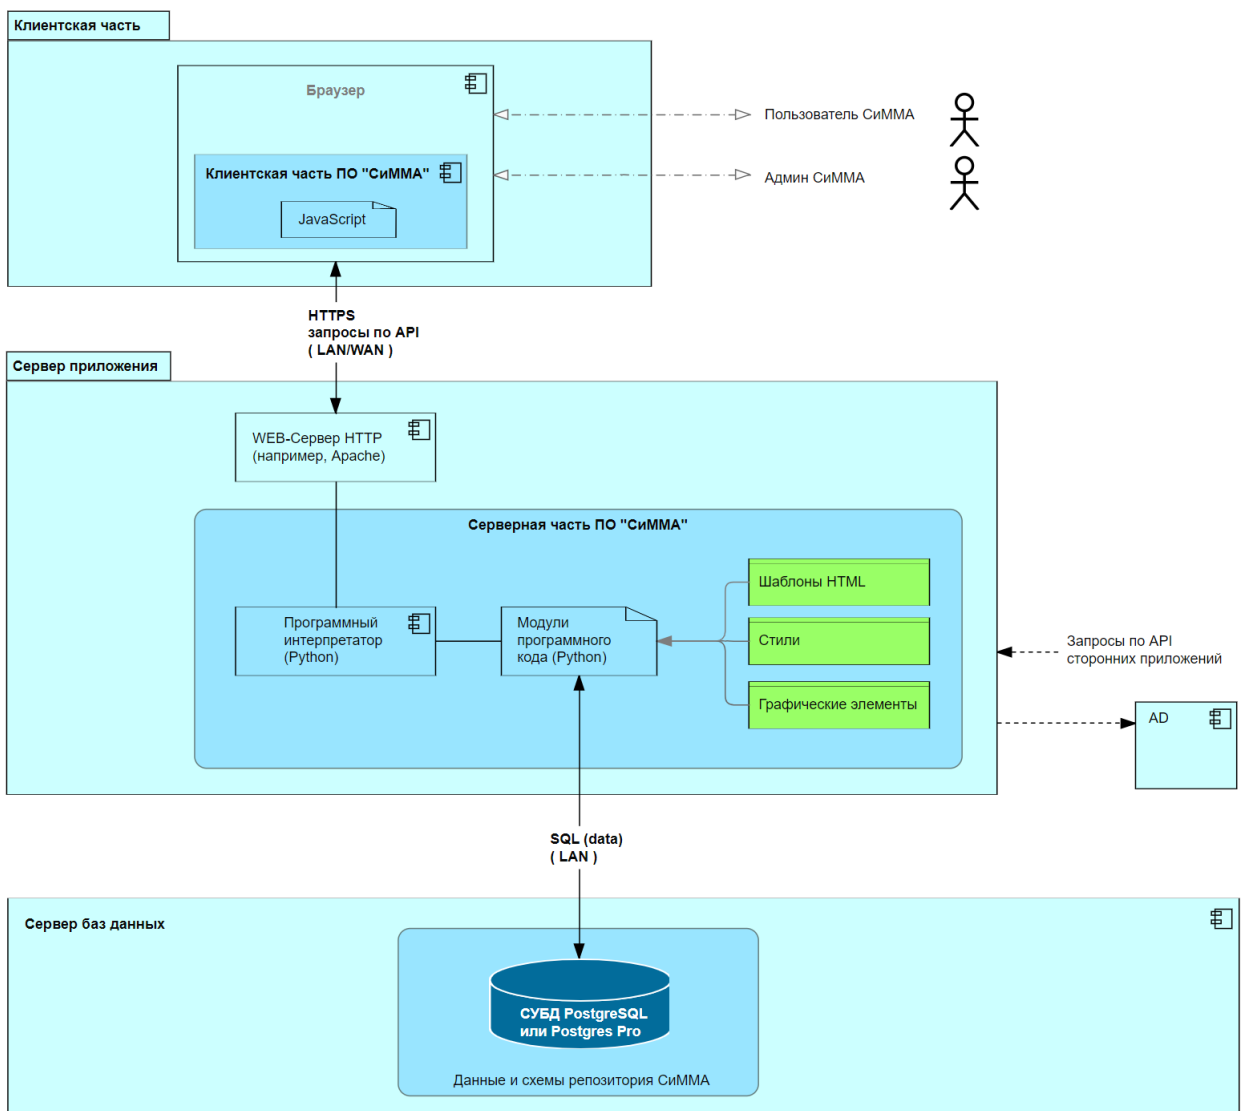 Клиентская часть
Браузер
Пользователь СиММА
Клиентская часть ПО "СиММА"
Админ СиММА
JavaScript
HTTPS
запросы по API
( LAN/WAN )
Сервер приложения
WEB-Сервер HTTP
(например, Apache)
Серверная часть ПО "СиММА"
Программный
интерпретатор
(Python)
Модули
программного
кода (Python)
Шаблоны HTML
Стили
Графические элементы
Запросы по API
сторонних приложений
AD
SQL (data)
( LAN )
Сервер баз данных
СУБД PostgreSQL
или Postgres Pro
Данные и схемы репозитория СиММА